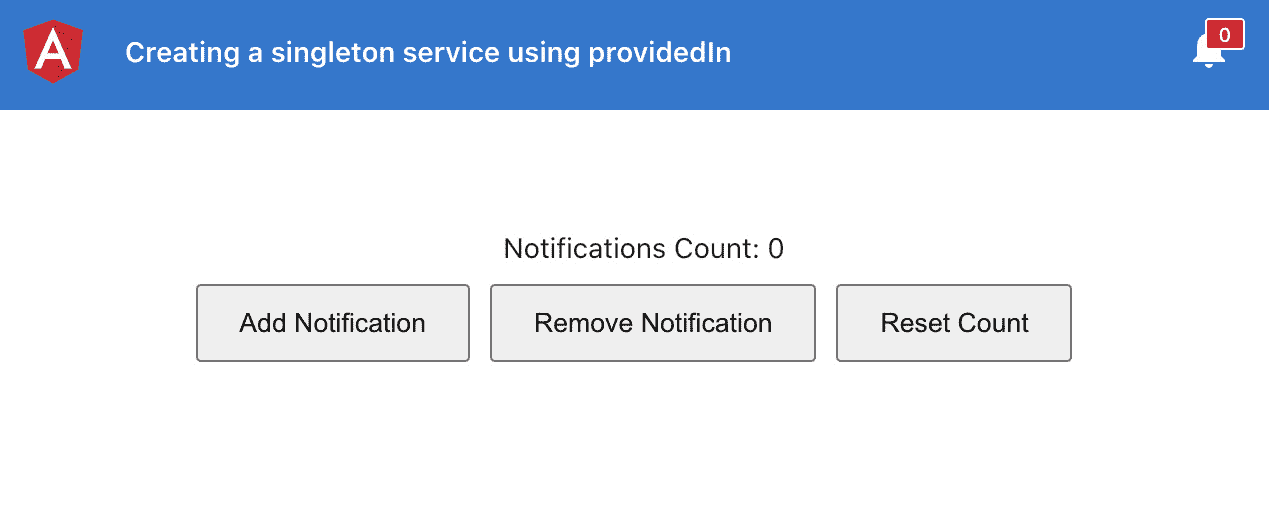 Creating a singleton service using providedIn
0
Notifications Count: 0
Add Notification
Remove Notification
Reset Count